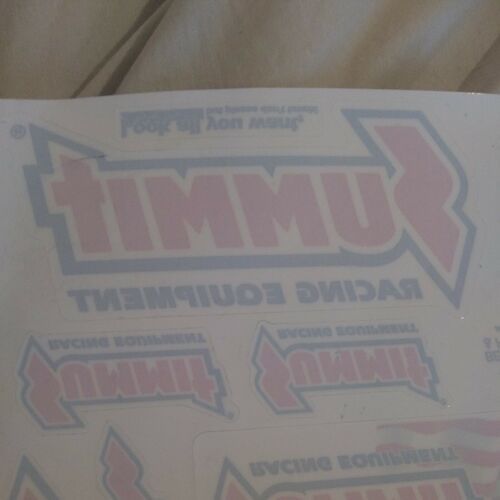 Look all you want,
®
SUMMIT
RACING EQUIPMENT
RACING EQUIPMENT
SUMMIT
RACING EQUIPMENT
SUMMIT
RACING EQUIPMENT